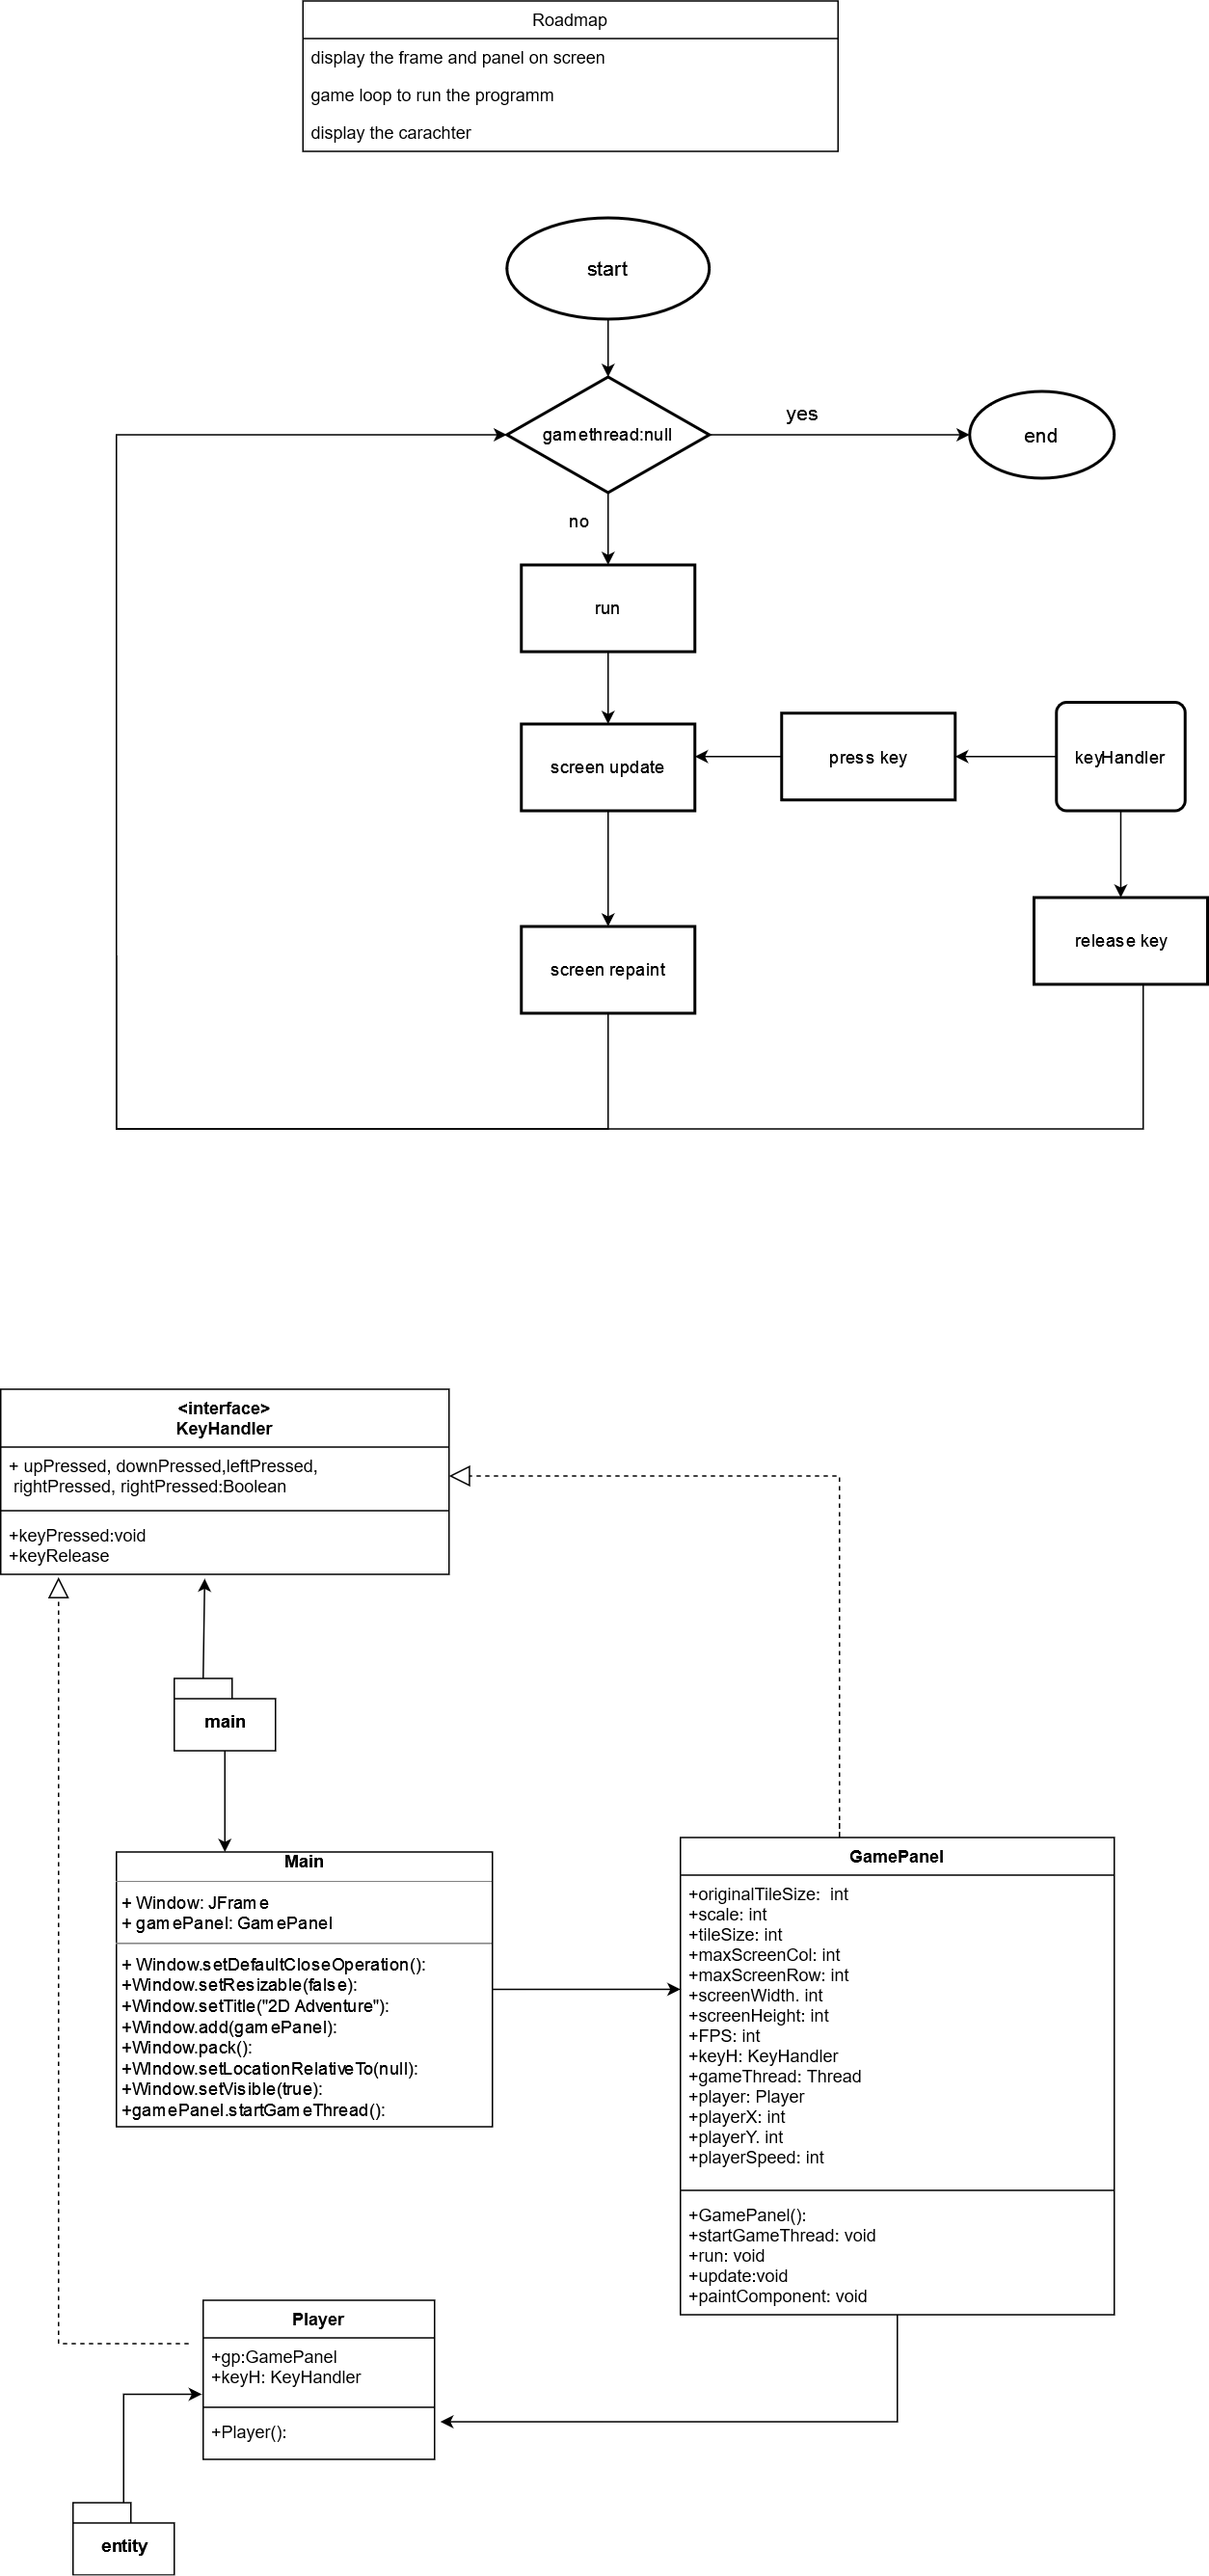 Roadmap
display the frame and panel on screen
game loop to run the programm
display the carachter
start
gamethread:null
yes
end
no
run
screen update
press key
keyHandler
release key
screen repaint
<interface>
KeyHandler
+ upPressed, downPressed,leftPressed,
rightPressed, rightPressed:Boolean
+keyPressed:void
+keyRelease
main
Main
+ Window: JFrame
+ gamePanel: GamePanel
+ Window.setDefaultCloseOperation():
+Window.setResizable(false):
+Window.setTitle("2D Adventure"):
+Window.add(gamePanel):
+Window.pack():
+WIndow.setLocationRelativeTo(null):
+Window.setVisible(true):
+gamePanel.startGameThread():
GamePanel
+originalTileSize:  int
+scale: int
+tileSize: int
+maxScreenCol: int
+maxScreenRow: int
+screenWidth. int
+screenHeight: int
+FPS: int
+keyH: KeyHandler
+gameThread: Thread
+player: Player
+playerX: int
+playerY. int
+playerSpeed: int
+GamePanel():
+startGameThread: void
+run: void
+update:void
+paintComponent: void
Player
+gp:GamePanel
+keyH: KeyHandler
+Player():
entity